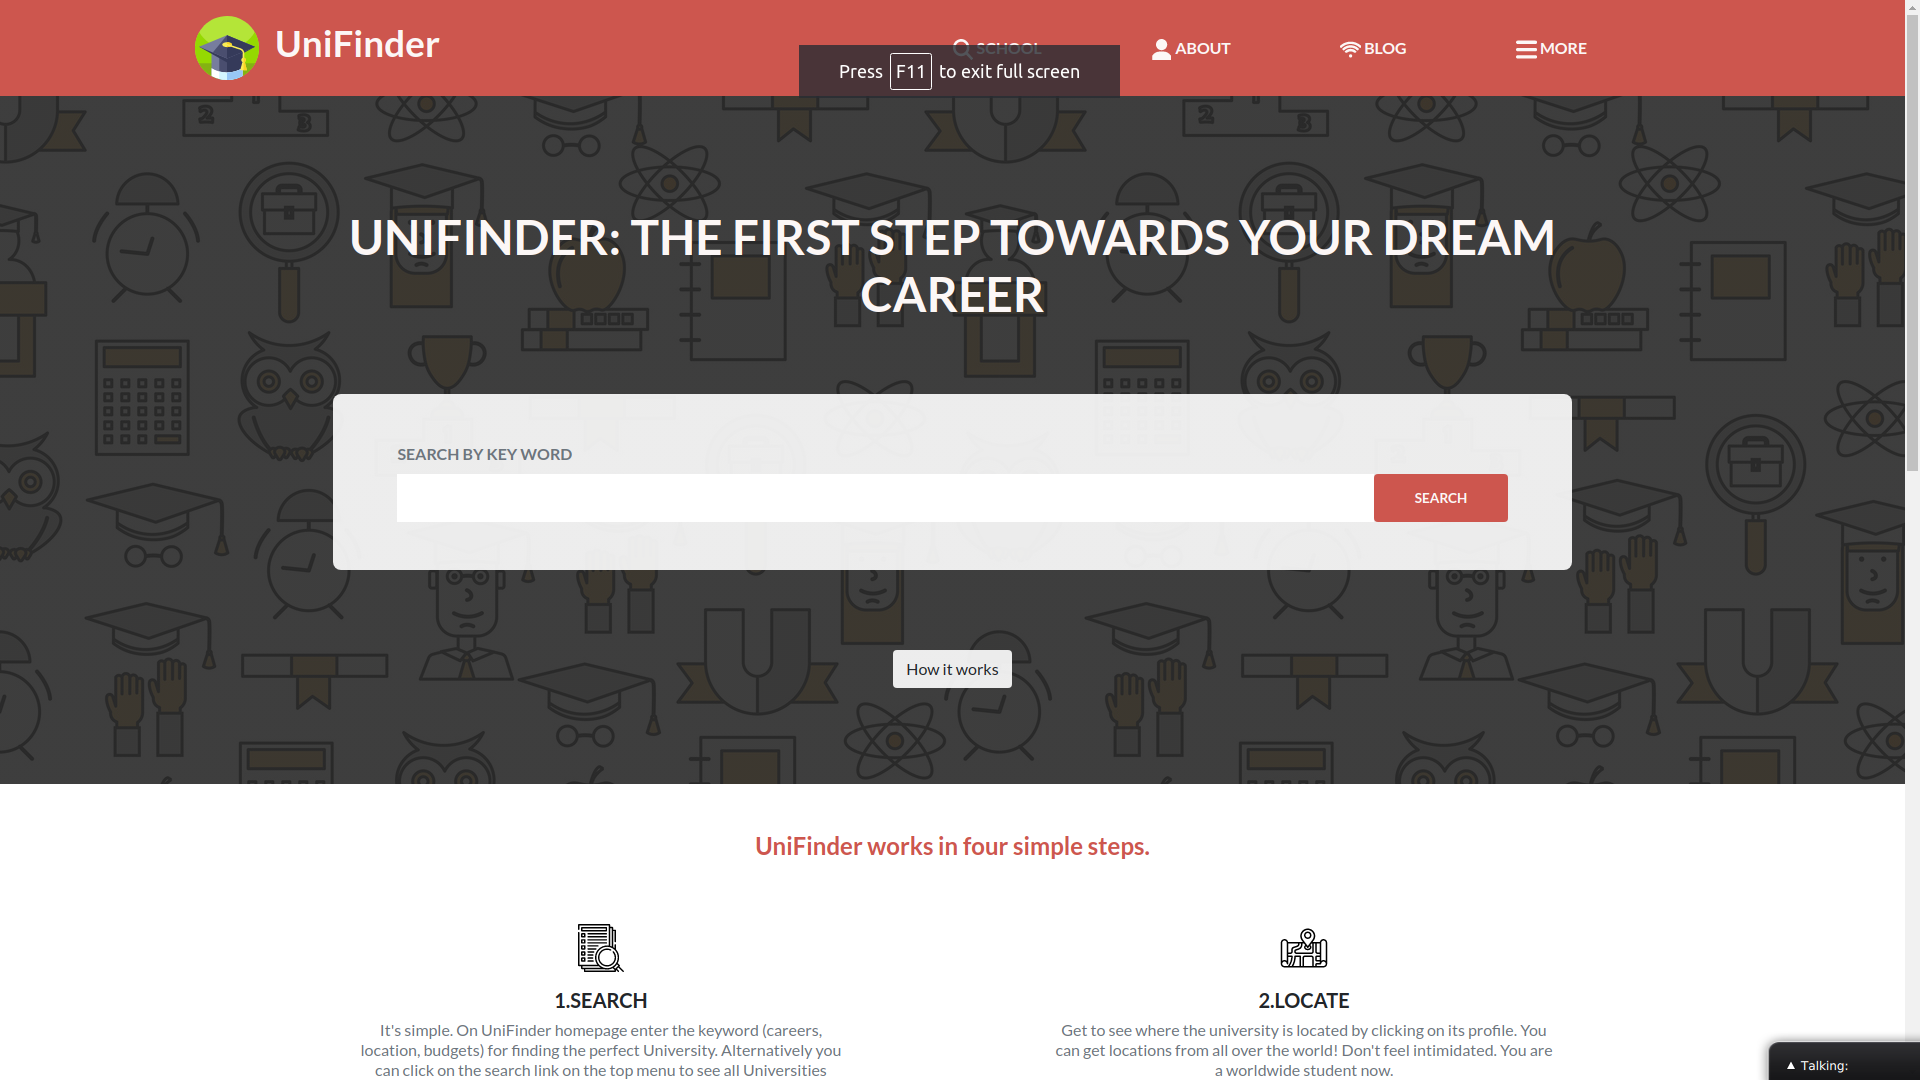 UniFinder
SCHOOL
ABOUT
BLOG
MORE
Press F11 to exit full screen
UNIFINDER: THE FIRST STEP TOWARDS YOUR DREAM
CAREER
SEARCH BY KEY WORD
SEARCH
How it works
UniFinder works in four simple steps.
1.SEARCH
It's simple. On UniFinder homepage enter the keyword (careers,
location, budgets) for finding the perfect University. Alternatively you
can click on the search link on the top menu to see all Universities
2.LOCATE
Get to see where the university is located by clicking on its profile. You
can get locations from all over the world! Don't feel intimidated. You are
a worldwide student now.
Talking: